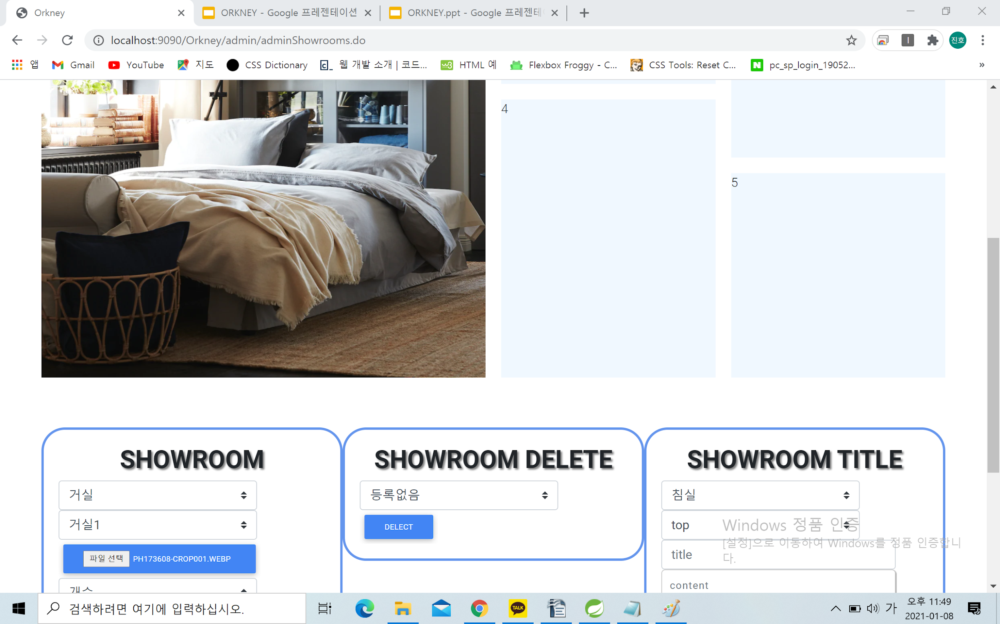 Orkney
ORKNEY - Google 프레젠테이션
ORKNEY.ppt - Google 프레젠테
localhost:9090/Orkney/admin/adminShowrooms.do
진호
앱
Gmail
YouTube
지도
CSS Dictionary
웹 개발 소개 | 코드...
HTML 예
Flexbox Froggy - C...
CSS Tools: Reset C...
pc_sp_login_19052...
»
4
5
SHOWROOM
거실
거실1
파일 선택 PH173608-CROP001.WEBP
개수
SHOWROOM DELETE
등록없음
DELECT
SHOWROOM TITLE
침실
top
title
content
Windows 정품 인증
[설정]으로 이동하여 Windows를 정품 인증합니
다.
검색하려면 여기에 입력하십시오.
TALK
가
오후 11:49
2021-01-08